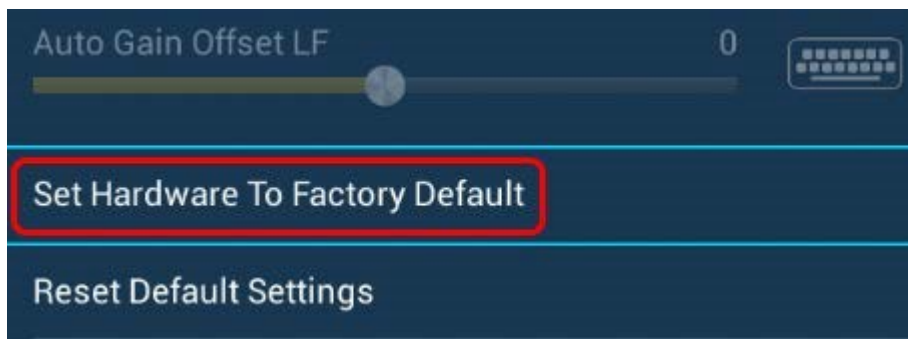 Auto Gain Offset LF 0
Set Hardware To Factory Default
Reset Default Settings